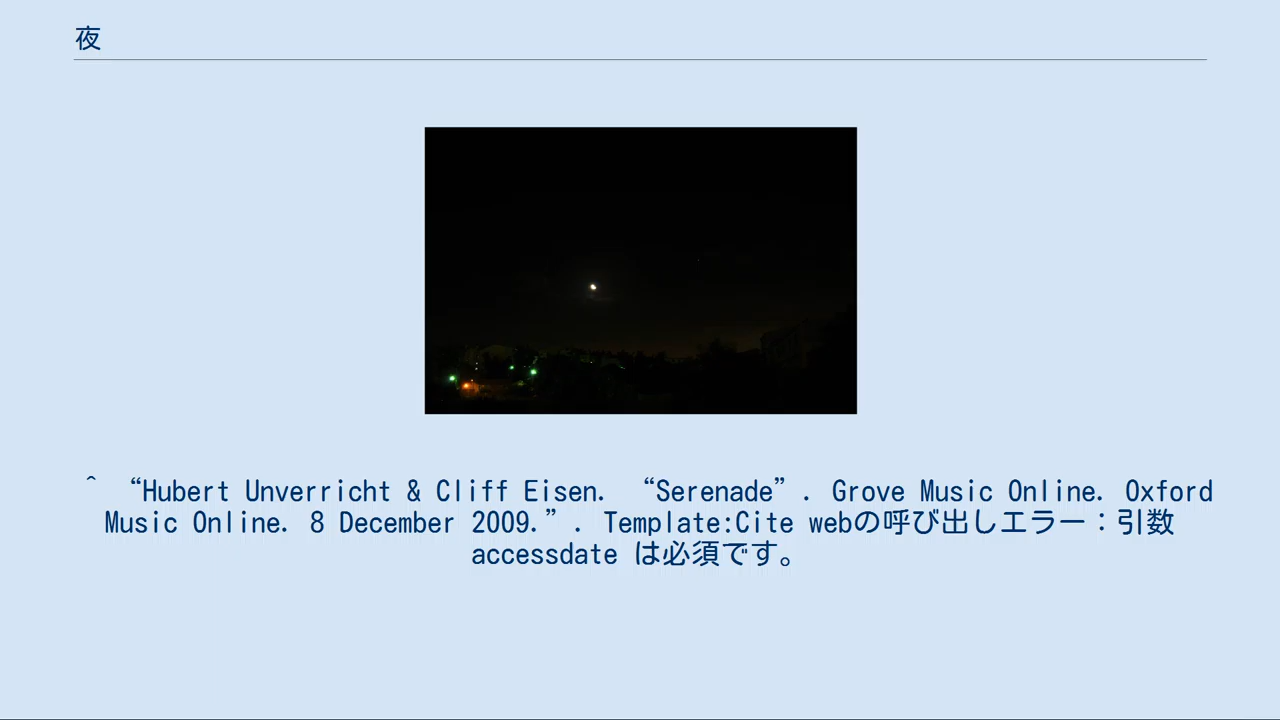 夜
^ “Hubert Unverricht & Cliff Eisen. “Serenade”. Grove Music Online. Oxford
Music Online. 8 December 2009.”. Template:Cite webの呼び出しエラー：引数
accessdate は必須です。